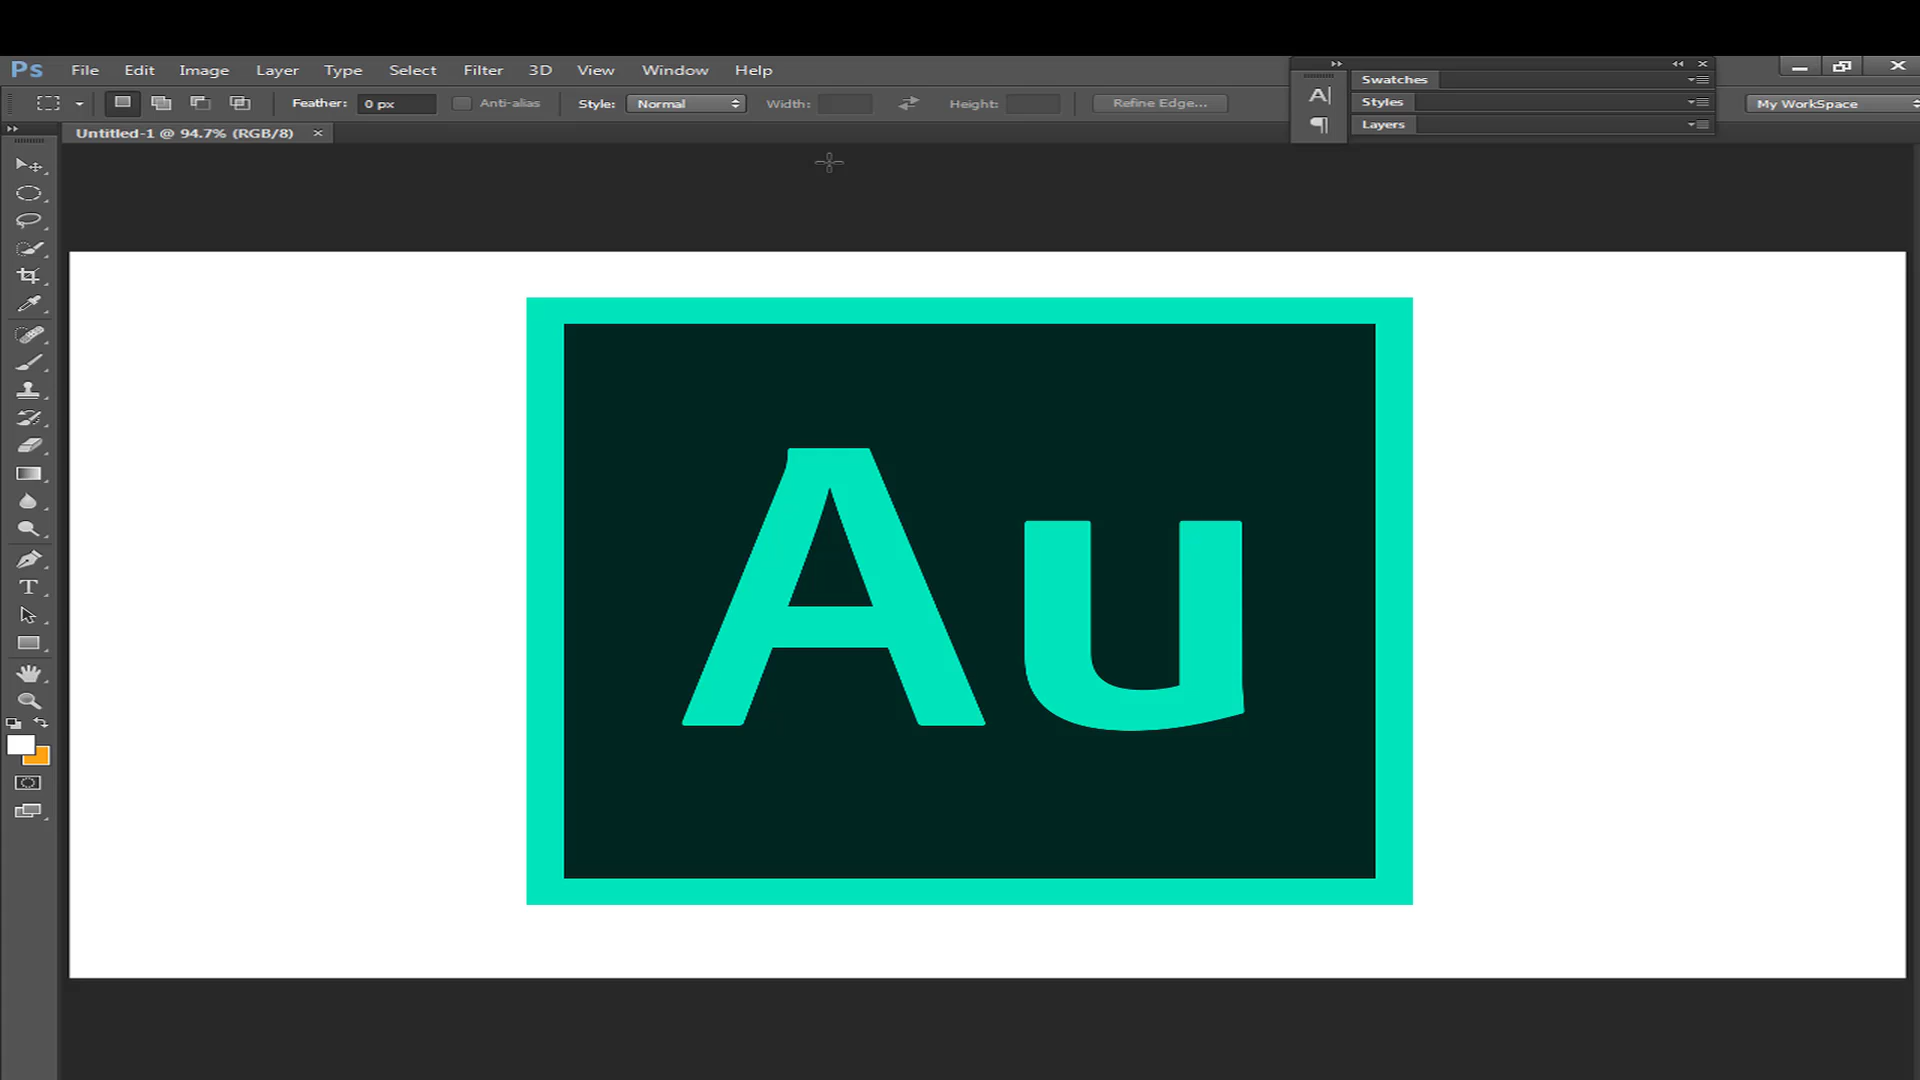 Ps File Edit Image Layer Type Select Filter 3D View Window Help
Feather: 0 px Anti-alias Style: Normal Width: Height: Refine Edge...
Swatches
Styles
Layers
My WorkSpace
Untitled-1 @ 94.7% (RGB/8)
Au